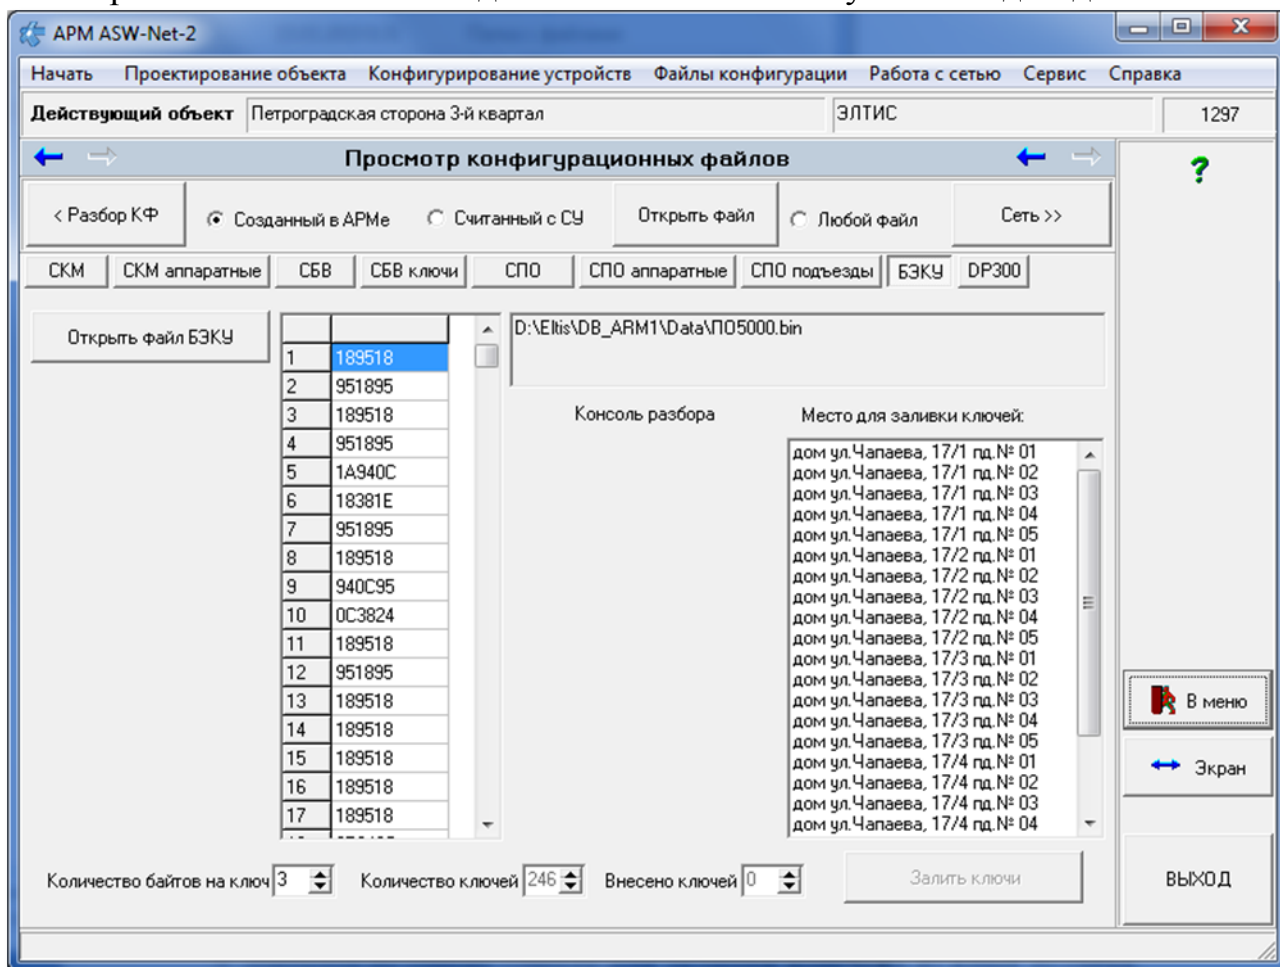 APM ASW-Net-2
Начать Проектирование объекта Конфигурирование устройств Файлы конфигурации Работа с сетью Сервис Справка
Действующий объект Петроградская сторона 3-й квартал ЭЛТИС 1297
Просмотр конфигурационных файлов
?
< Разбор КФ Созданный в АРМе Считанный с СУ Открыть файл Любой файл Сеть >>
СКМ СКМ аппаратные СБВ СБВ ключи СПО СПО аппаратные СПО подъезды БЭКУ DP300
Открыть файл БЭКУ
D:\Eltis\DB_ARM1\Data\ПО5000.bin
1 189518
2 951895
3 189518
4 951895
5 1A940C
6 18381E
7 951895
8 189518
9 940C95
10 0C3824
11 189518
12 951895
13 189518
14 189518
15 189518
16 189518
17 189518
Консоль разбора
Место для заливки ключей:
дом ул.Чапаева, 17/1 пд.№ 01
дом ул.Чапаева, 17/1 пд.№ 02
дом ул.Чапаева, 17/1 пд.№ 03
дом ул.Чапаева, 17/1 пд.№ 04
дом ул.Чапаева, 17/1 пд.№ 05
дом ул.Чапаева, 17/2 пд.№ 01
дом ул.Чапаева, 17/2 пд.№ 02
дом ул.Чапаева, 17/2 пд.№ 03
дом ул.Чапаева, 17/2 пд.№ 04
дом ул.Чапаева, 17/2 пд.№ 05
дом ул.Чапаева, 17/3 пд.№ 01
дом ул.Чапаева, 17/3 пд.№ 02
дом ул.Чапаева, 17/3 пд.№ 03
дом ул.Чапаева, 17/3 пд.№ 04
дом ул.Чапаева, 17/3 пд.№ 05
дом ул.Чапаева, 17/4 пд.№ 01
дом ул.Чапаева, 17/4 пд.№ 02
дом ул.Чапаева, 17/4 пд.№ 03
дом ул.Чапаева, 17/4 пд.№ 04
В меню
Экран
Количество байтов на ключ 3 Количество ключей 246 Внесено ключей 0 Залить ключи
ВЫХОД